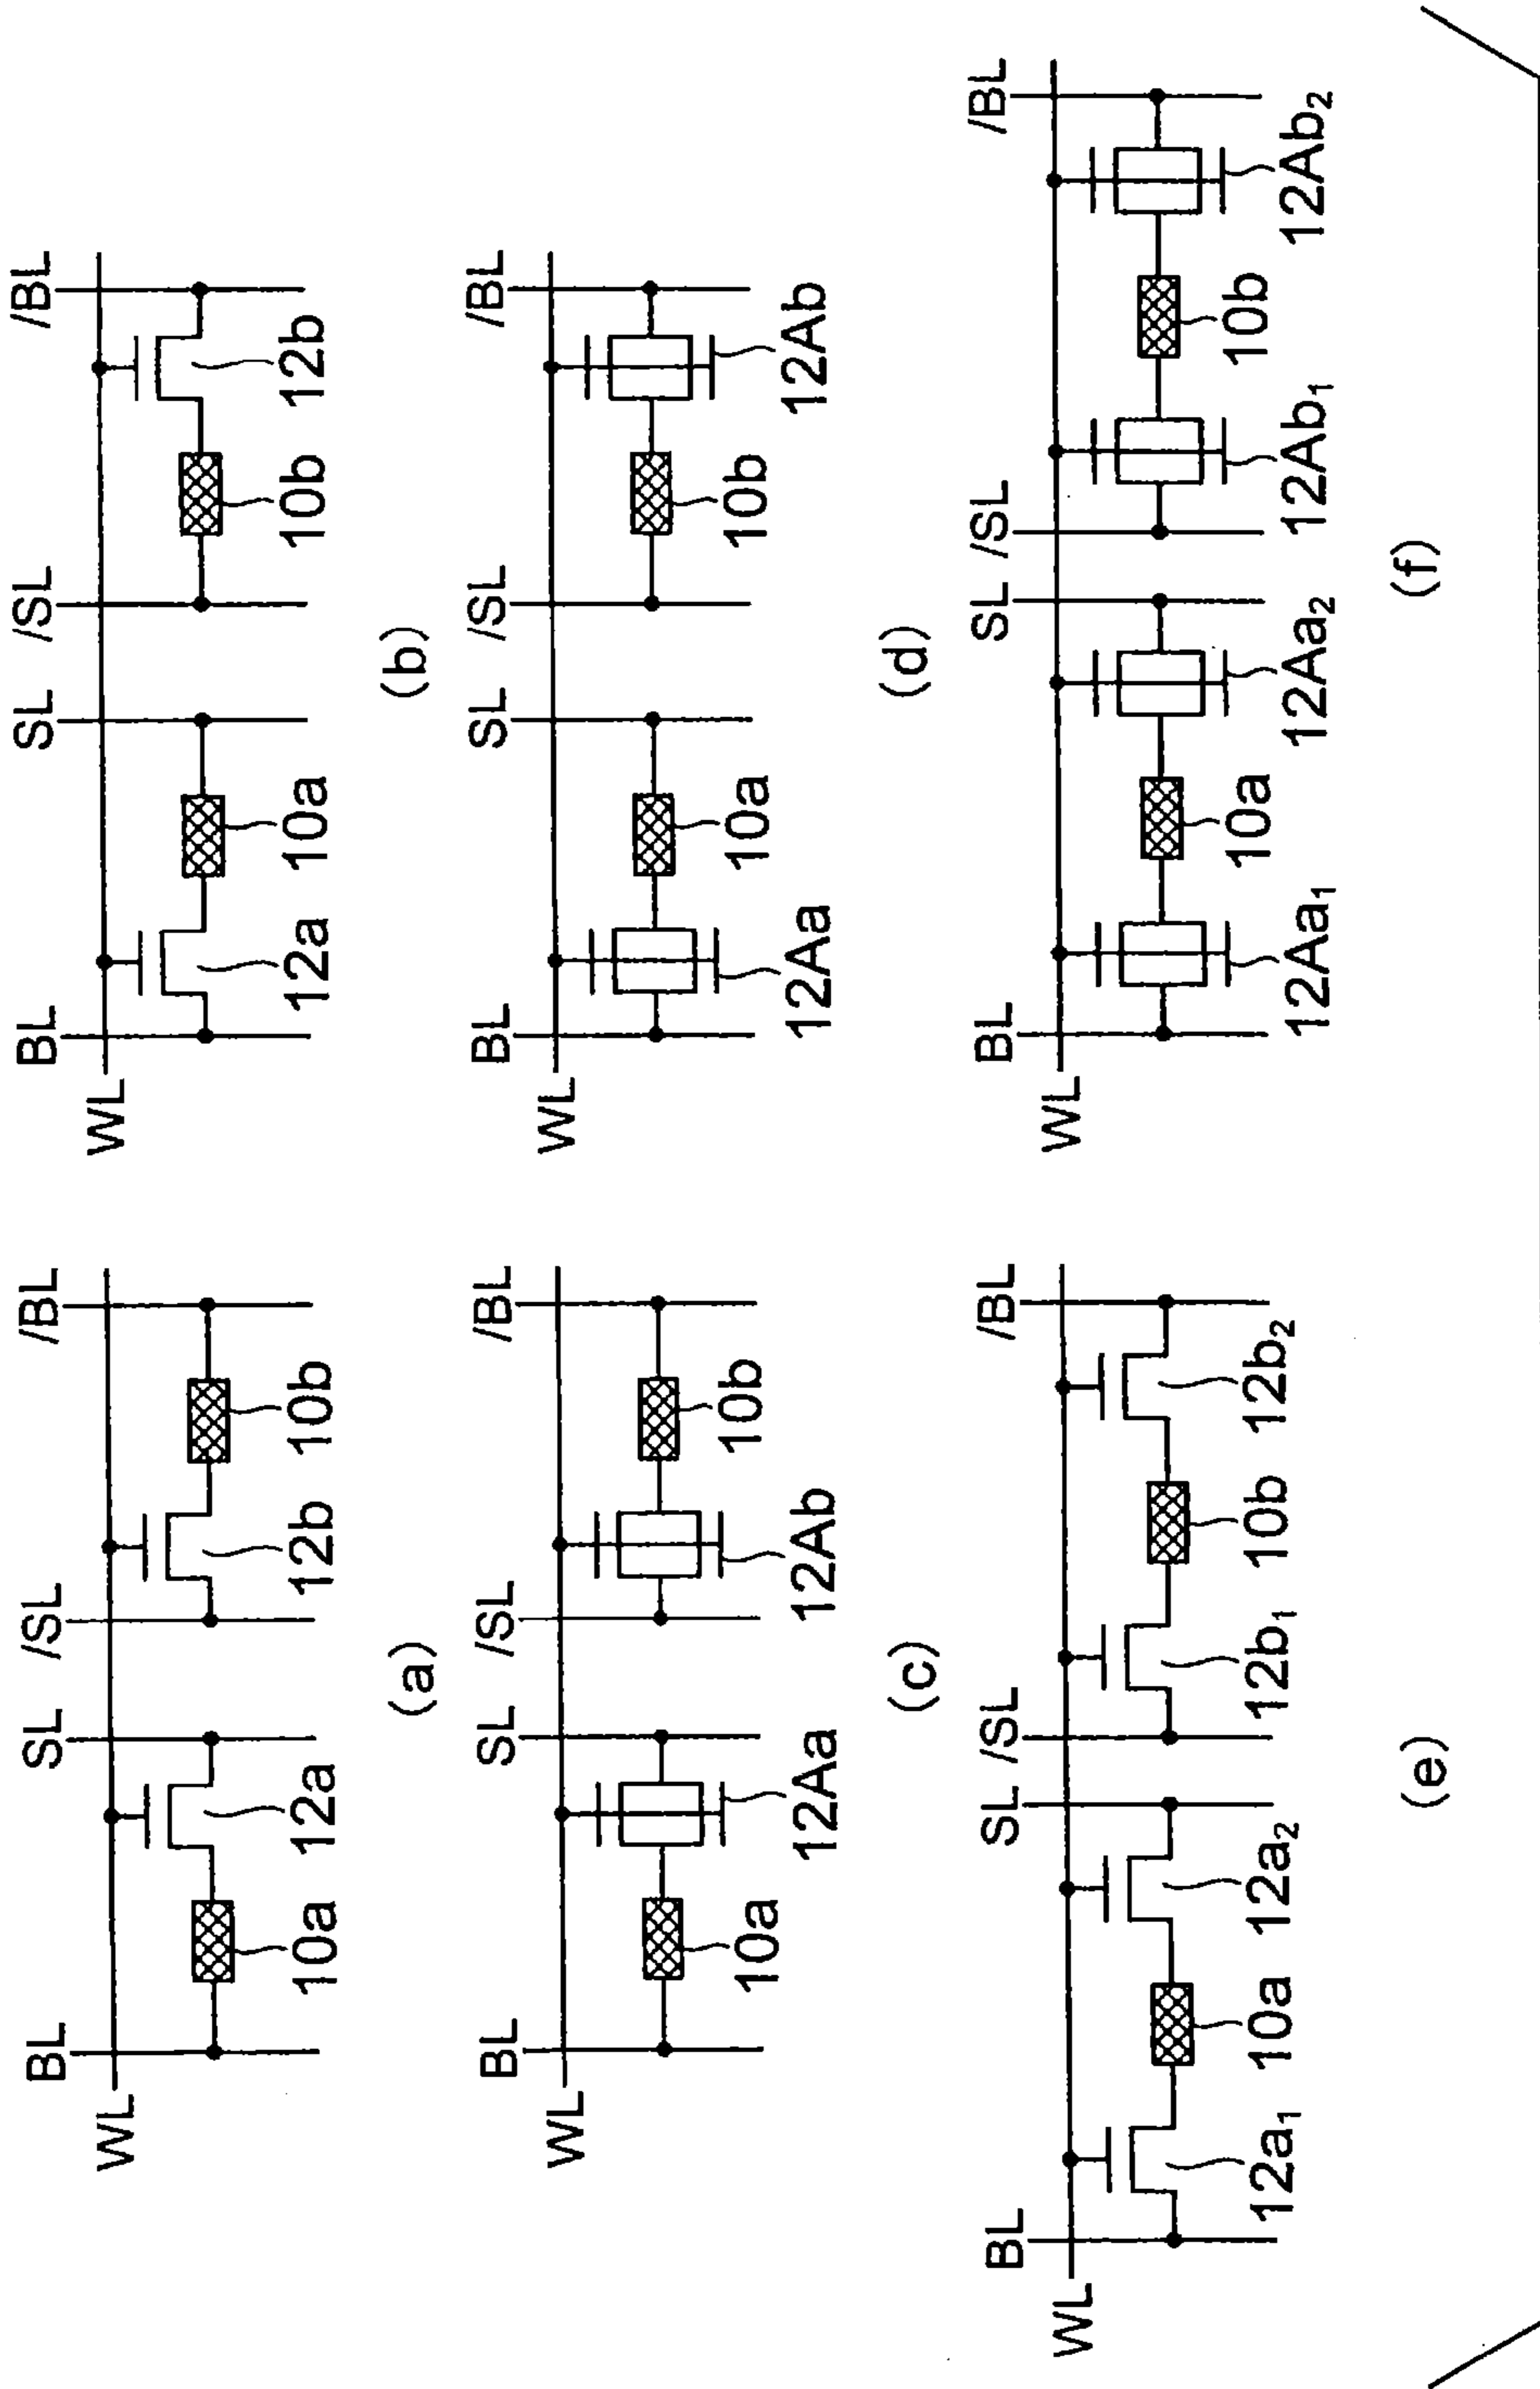 BL SL /SL /BL
WL
10a 12a 12b 10b
(a)
BL SL /SL /BL
WL
12a 10a 10b 12b
(b)
BL SL /SL /BL
WL
10a 12Aa 12Ab 10b
(c)
BL SL /SL /BL
WL
12Aa 10a 10b 12Ab
(d)
BL SL /SL /BL
WL
12a₁ 10a 12a₂ 12b₁ 10b 12b₂
(e)
BL SL /SL /BL
WL
12Aa₁ 10a 12Aa₂ 12Ab₁ 10b 12Ab₂
(f)